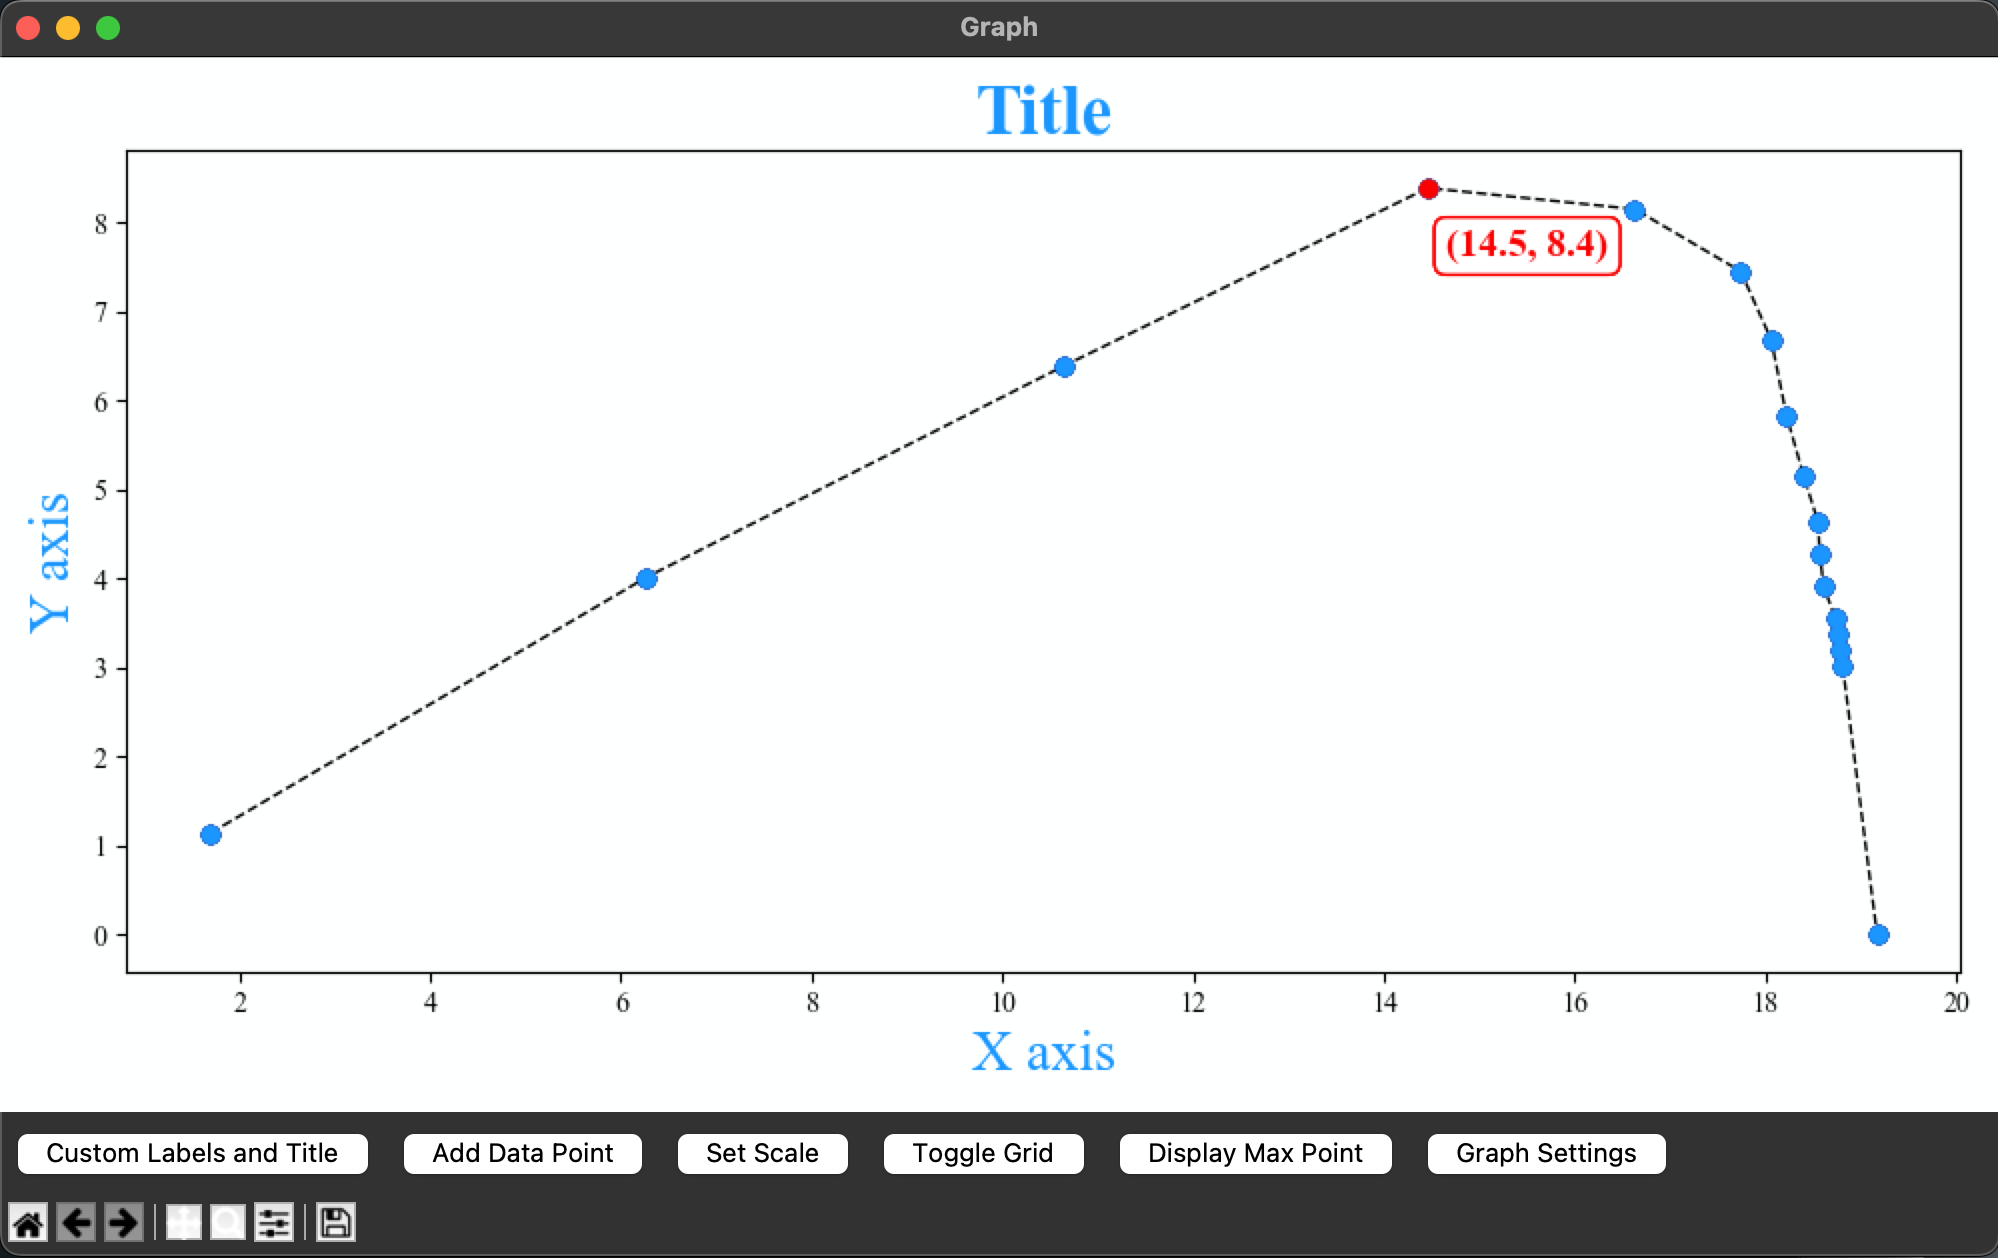 Graph
Title
(14.5, 8.4)
8
7
6
5
4
3
2
1
0
Y axis
2 4 6 8 10 12 14 16 18 20
X axis
Custom Labels and Title Add Data Point Set Scale Toggle Grid Display Max Point Graph Settings